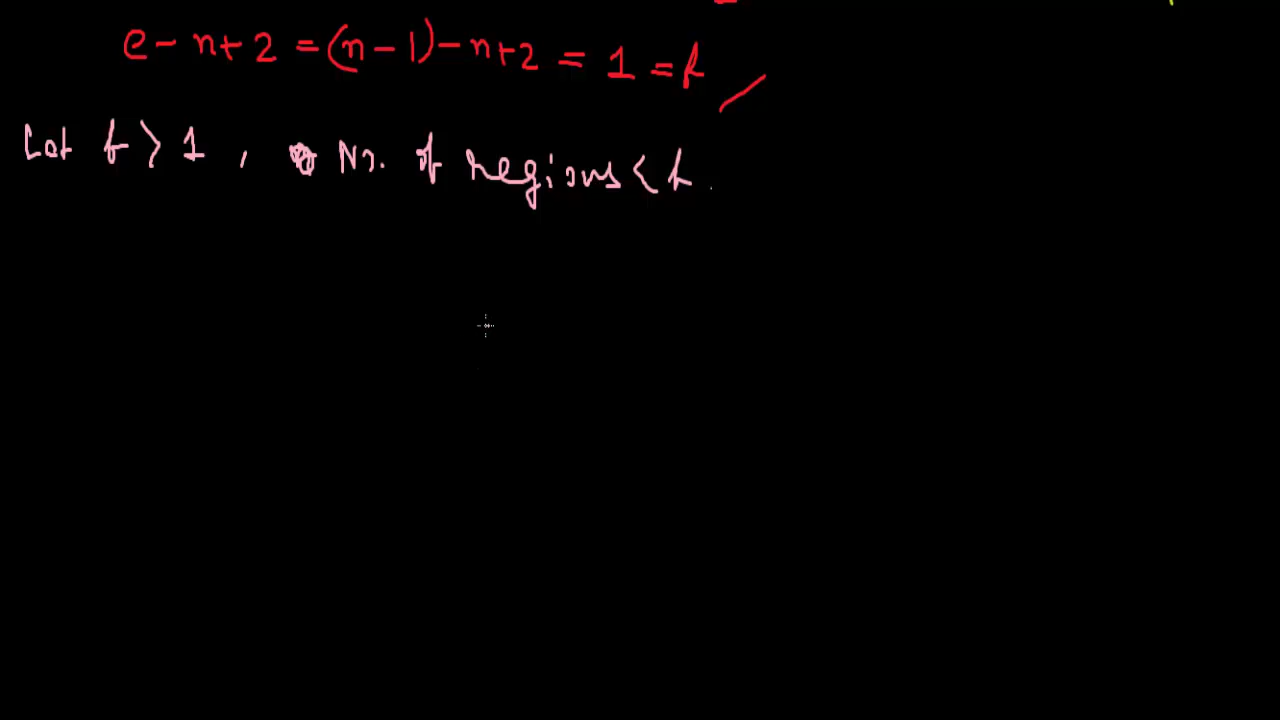 e - n + 2 = (n - 1) - n + 2 = 1 = f
Let f > 1 , No. of regions < f .